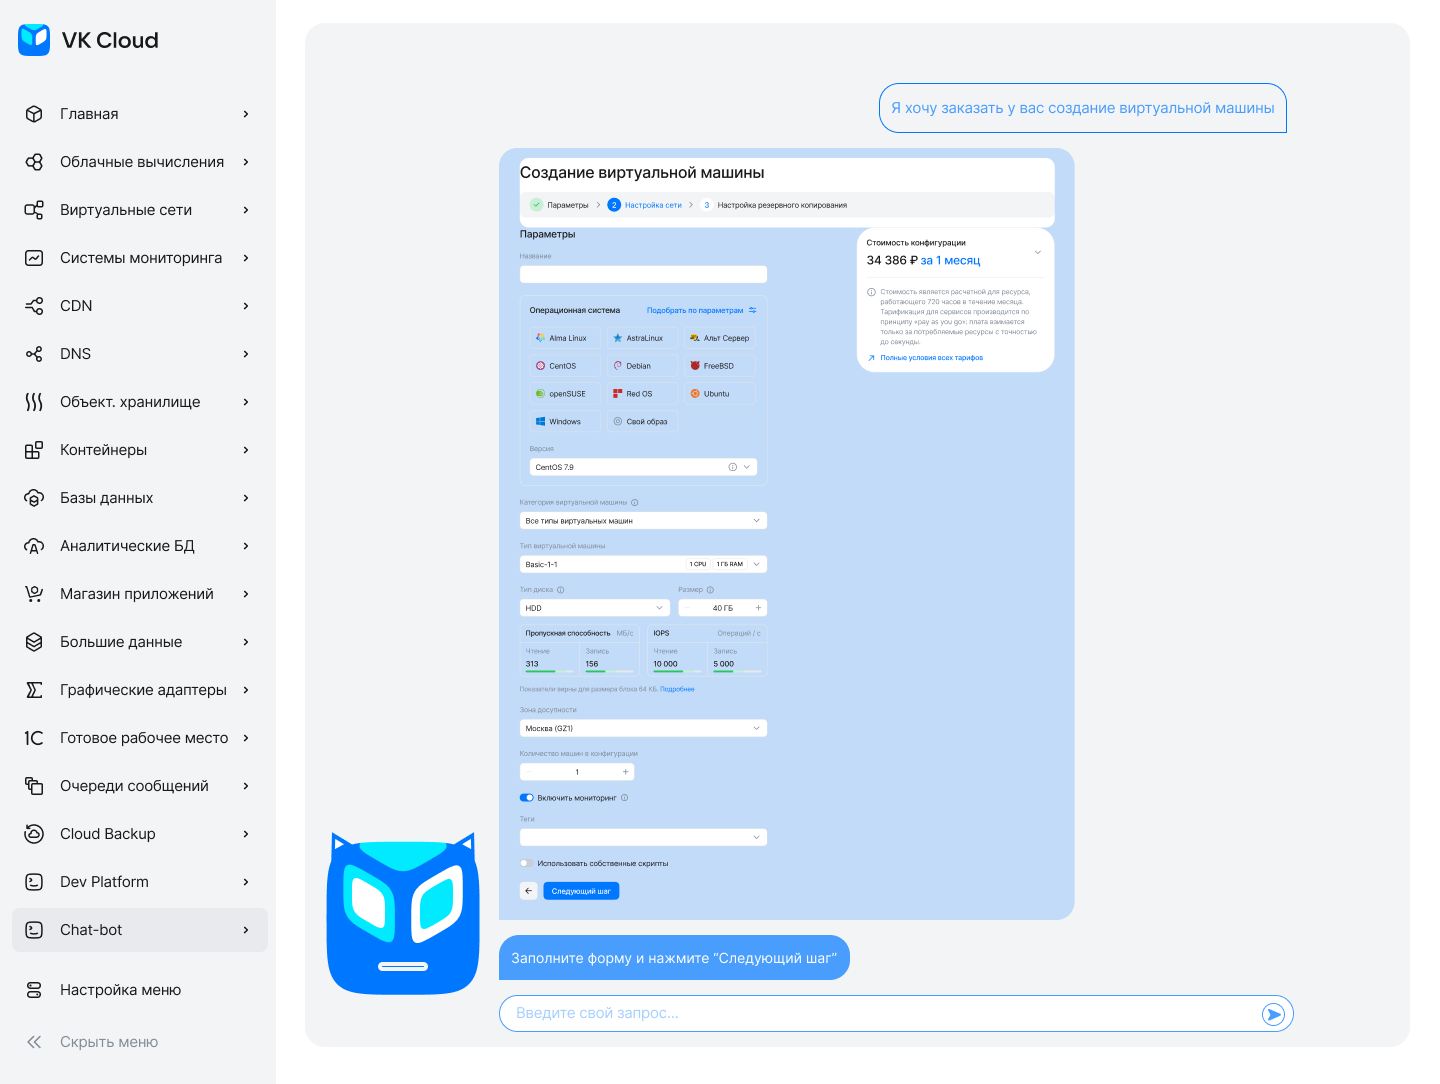 VK Cloud
Главная
Облачные вычисления
Виртуальные сети
Системы мониторинга
CDN
DNS
Объект. хранилище
Контейнеры
Базы данных
Аналитические БД
Магазин приложений
Большие данные
Графические адаптеры
1C Готовое рабочее место
Очереди сообщений
Cloud Backup
Dev Platform
Chat-bot
Настройка меню
Скрыть меню
Я хочу заказать у вас создание виртуальной машины
Создание виртуальной машины
Параметры 2 Настройка сети 3 Настройка резервного копирования
Параметры
Название
Операционная система Подобрать по параметрам
Alma Linux AstraLinux Альт Сервер
CentOS Debian FreeBSD
openSUSE Red OS Ubuntu
Windows Свой образ
Версия
CentOS 7.9
Категория виртуальной машины
Все типы виртуальных машин
Тип виртуальной машины
Basic-1-1 1 CPU 1 ГБ RAM
Тип диска Размер
HDD − 40 ГБ +
Пропускная способность МБ/с IOPS Операций / с
Чтение Запись Чтение Запись
313 156 10 000 5 000
Показатели верны для размера блока 64 КБ. Подробнее
Зона доступности
Москва (GZ1)
Количество машин в конфигурации
− 1 +
Включить мониторинг
Теги
Использовать собственные скрипты
Следующий шаг
Стоимость конфигурации
34 386 ₽ за 1 месяц
Стоимость является расчетной для ресурса,
работающего 720 часов в течение месяца.
Тарификация для сервисов производится по
принципу «pay as you go»: плата взимается
только за потребляемые ресурсы с точностью
до секунды.
Полные условия всех тарифов
Заполните форму и нажмите “Следующий шаг”
Введите свой запрос...